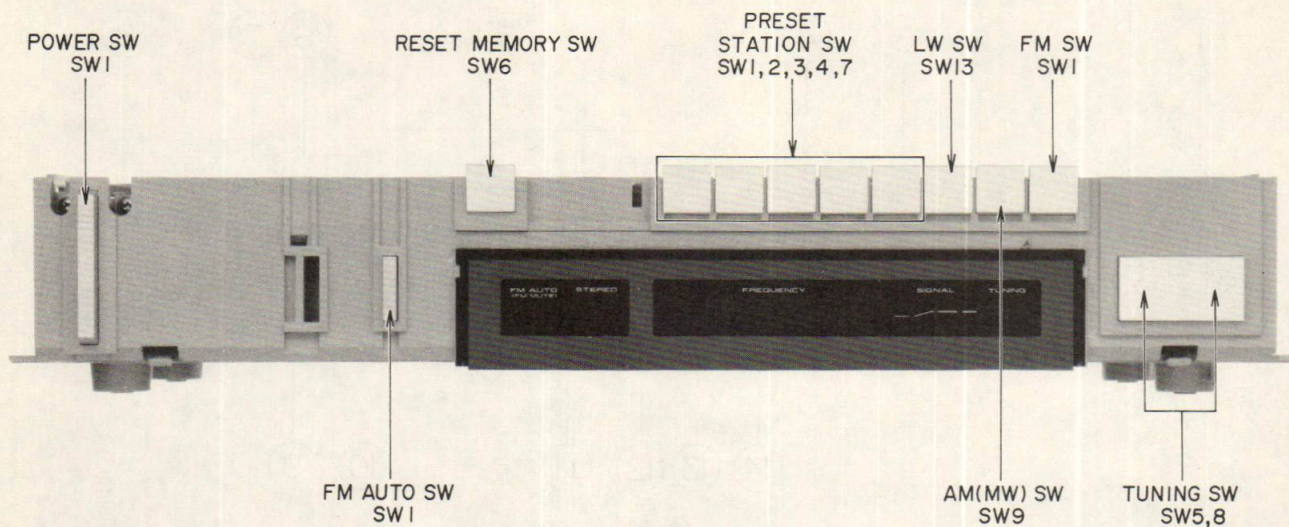 POWER SW
SW1
RESET MEMORY SW
SW6
PRESET
STATION SW
SW1,2,3,4,7
LW SW
SW13
FM SW
SW1
FM AUTO
(FM MUTE)
STEREO
FREQUENCY
SIGNAL
TUNING
FM AUTO SW
SW1
AM(MW) SW
SW9
TUNING SW
SW5,8